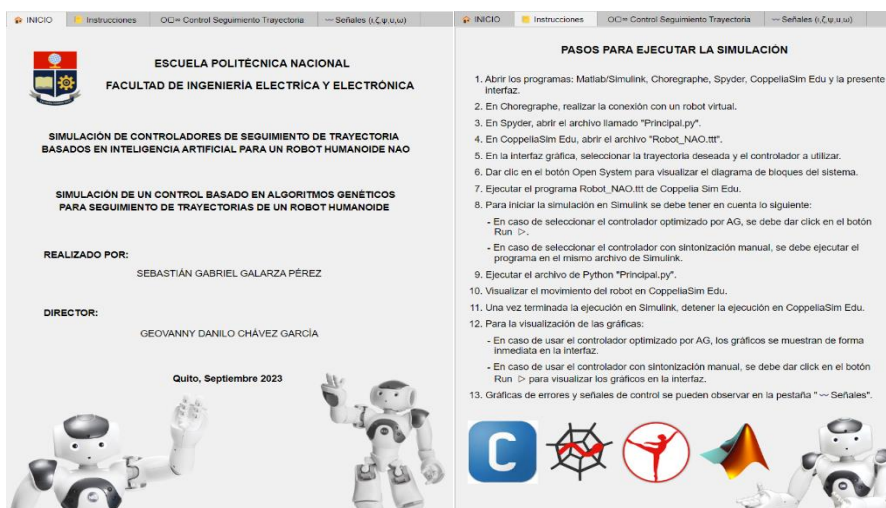 INICIO
Instrucciones
Control Seguimiento Trayectoria
Señales (ι,ζ,ψ,u,ω)
ESCUELA POLITÉCNICA NACIONAL
FACULTAD DE INGENIERÍA ELECTRÍCA Y ELECTRÓNICA
SIMULACIÓN DE CONTROLADORES DE SEGUIMIENTO DE TRAYECTORIA
BASADOS EN INTELIGENCIA ARTIFICIAL PARA UN ROBOT HUMANOIDE NAO
SIMULACIÓN DE UN CONTROL BASADO EN ALGORITMOS GENÉTICOS
PARA SEGUIMIENTO DE TRAYECTORIAS DE UN ROBOT HUMANOIDE
REALIZADO POR:
SEBASTIÁN GABRIEL GALARZA PÉREZ
DIRECTOR:
GEOVANNY DANILO CHÁVEZ GARCÍA
Quito, Septiembre 2023
INICIO
Instrucciones
Control Seguimiento Trayectoria
Señales (ι,ζ,ψ,u,ω)
PASOS PARA EJECUTAR LA SIMULACIÓN
1. Abrir los programas: Matlab/Simulink, Choregraphe, Spyder, CoppeliaSim Edu y la presente
interfaz.
2. En Choregraphe, realizar la conexión con un robot virtual.
3. En Spyder, abrir el archivo llamado "Principal.py".
4. En CoppeliaSim Edu, abrir el archivo "Robot_NAO.ttt".
5. En la interfaz gráfica, seleccionar la trayectoria deseada y el controlador a utilizar.
6. Dar clic en el botón Open System para visualizar el diagrama de bloques del sistema.
7. Ejecutar el programa Robot_NAO.ttt de Coppelia Sim Edu.
8. Para iniciar la simulación en Simulink se debe tener en cuenta lo siguiente:
- En caso de seleccionar el controlador optimizado por AG, se debe dar click en el botón
Run ▷.
- En caso de seleccionar el controlador con sintonización manual, se debe ejecutar el
programa en el mismo archivo de Simulink.
9. Ejecutar el archivo de Python "Principal.py".
10. Visualizar el movimiento del robot en CoppeliaSim Edu.
11. Una vez terminada la ejecución en Simulink, detener la ejecución en CoppeliaSim Edu.
12. Para la visualización de las gráficas:
- En caso de usar el controlador optimizado por AG, los gráficos se muestran de forma
inmediata en la interfaz.
- En caso de usar el controlador con sintonización manual, se debe dar click en el botón
Run ▷ para visualizar los gráficos en la interfaz.
13. Gráficas de errores y señales de control se pueden observar en la pestaña "〰 Señales".
C